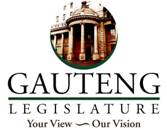 GAUTENG
LEGISLATURE
Your View ~ Our Vision